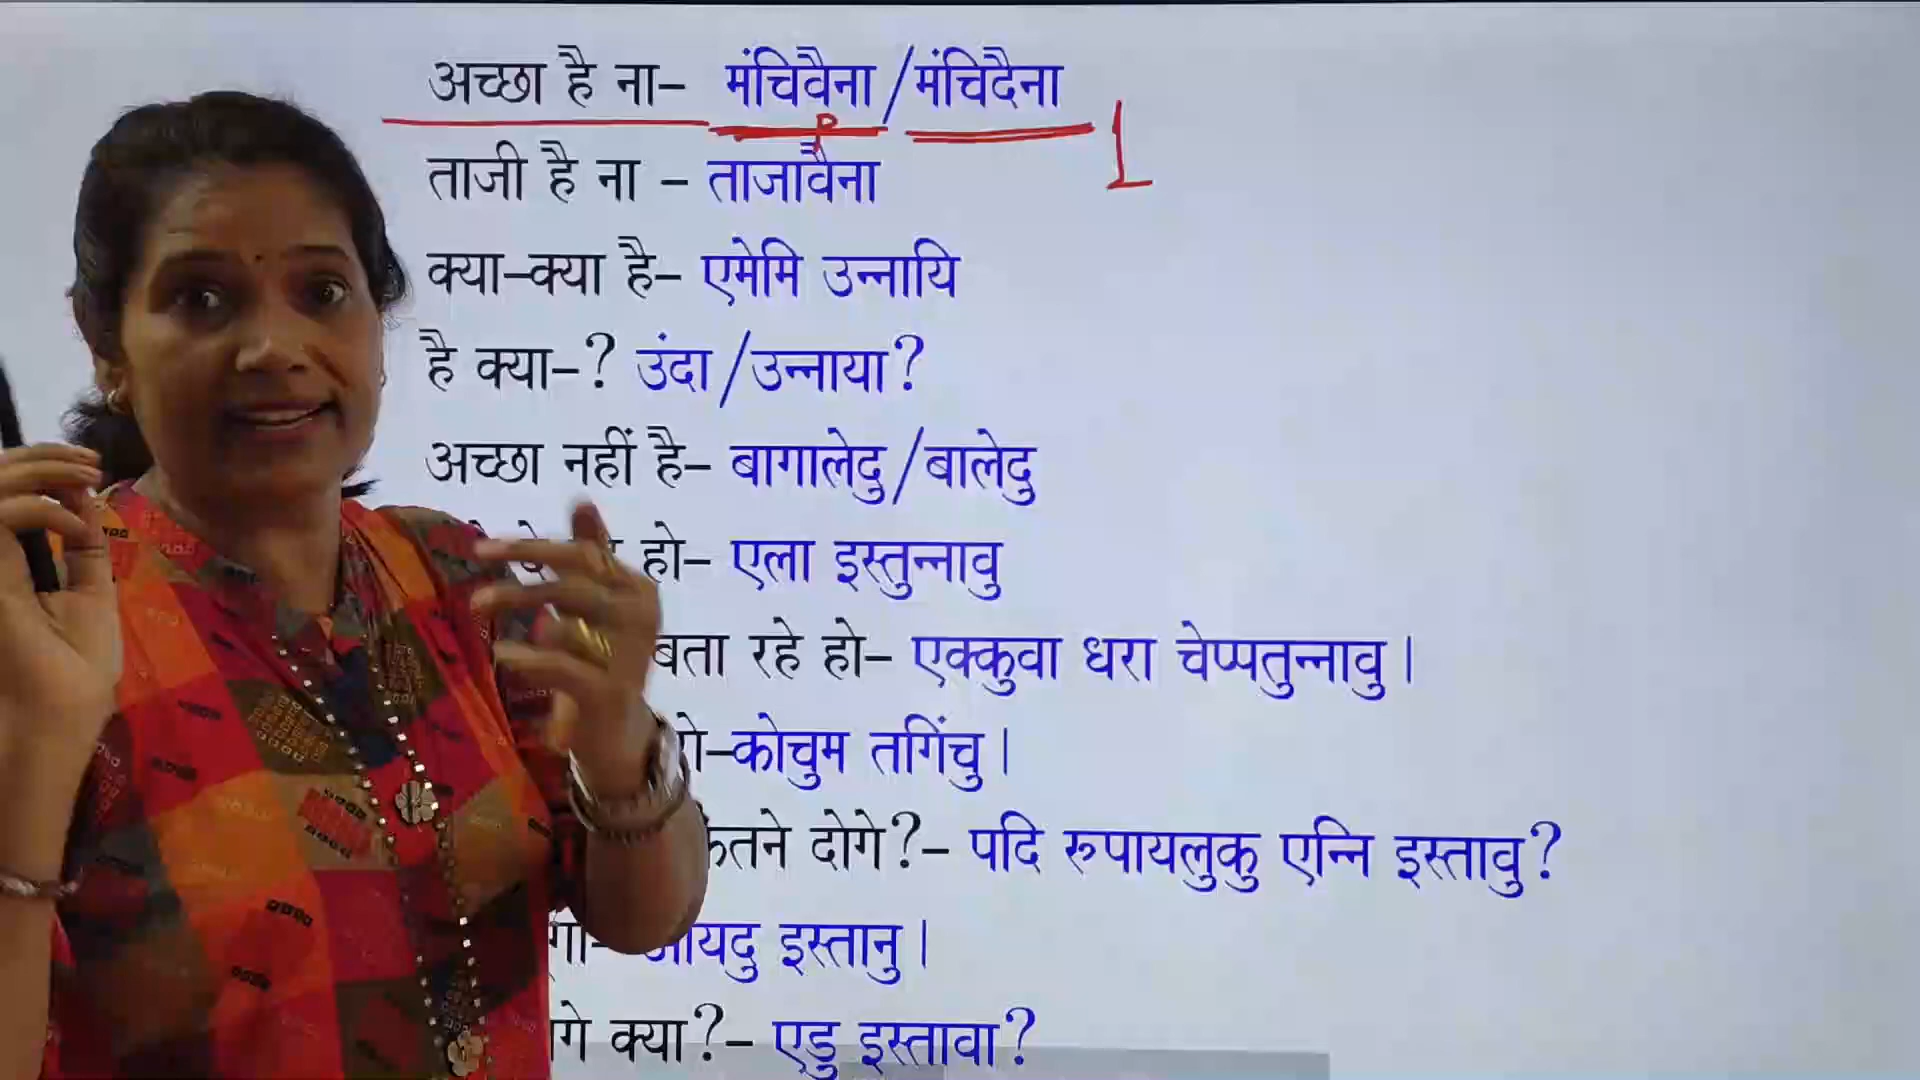 अच्छा है ना– मंचिवैना/मंचिदैना
1
ताजी है ना – ताजावैना
क्या–क्या है– एमेमि उन्नायि
है क्या–? उंदा/उन्नाया?
अच्छा नहीं है– बागालेदु/बालेदु
हो– एला इस्तुन्नावु
बता रहे हो– एक्कुवा धरा चेप्पतुन्नावु।
–कोचुम तगिंचु।
दोगे?– पदि रुपायलुकु एन्नि इस्तावु?
इस्तानु।
क्या?– एडु इस्तावा?